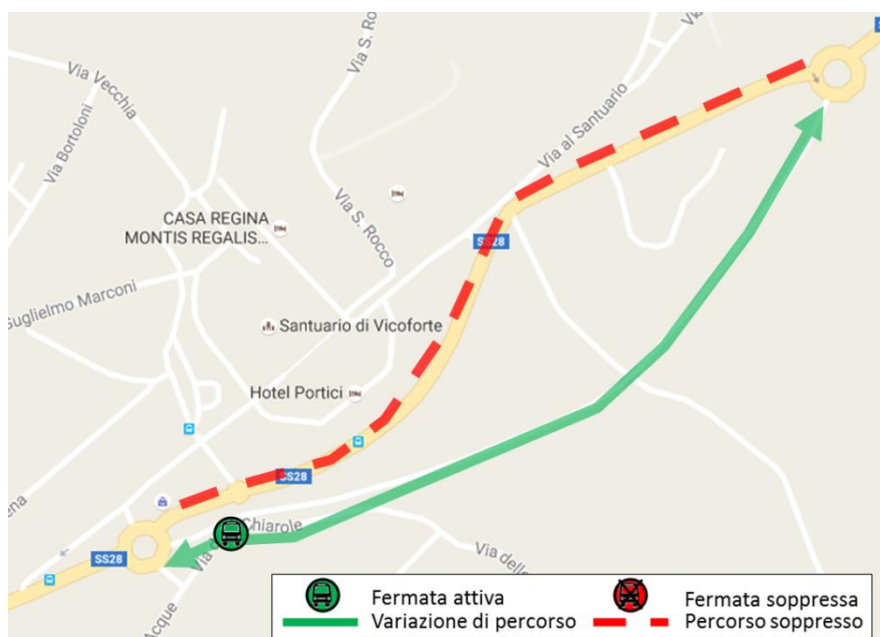 Via Vecchia
Via Bortoloni
Via S. R
Via al Santuario
CASA REGINA
MONTIS REGALIS...
Via S. Rocco
SS28
Guglielmo Marconi
Santuario di Vicoforte
Hotel Portici
SS28
Chiarole
SS28
Via delle
Acque
Fermata attiva
Fermata soppressa
Variazione di percorso
Percorso soppresso